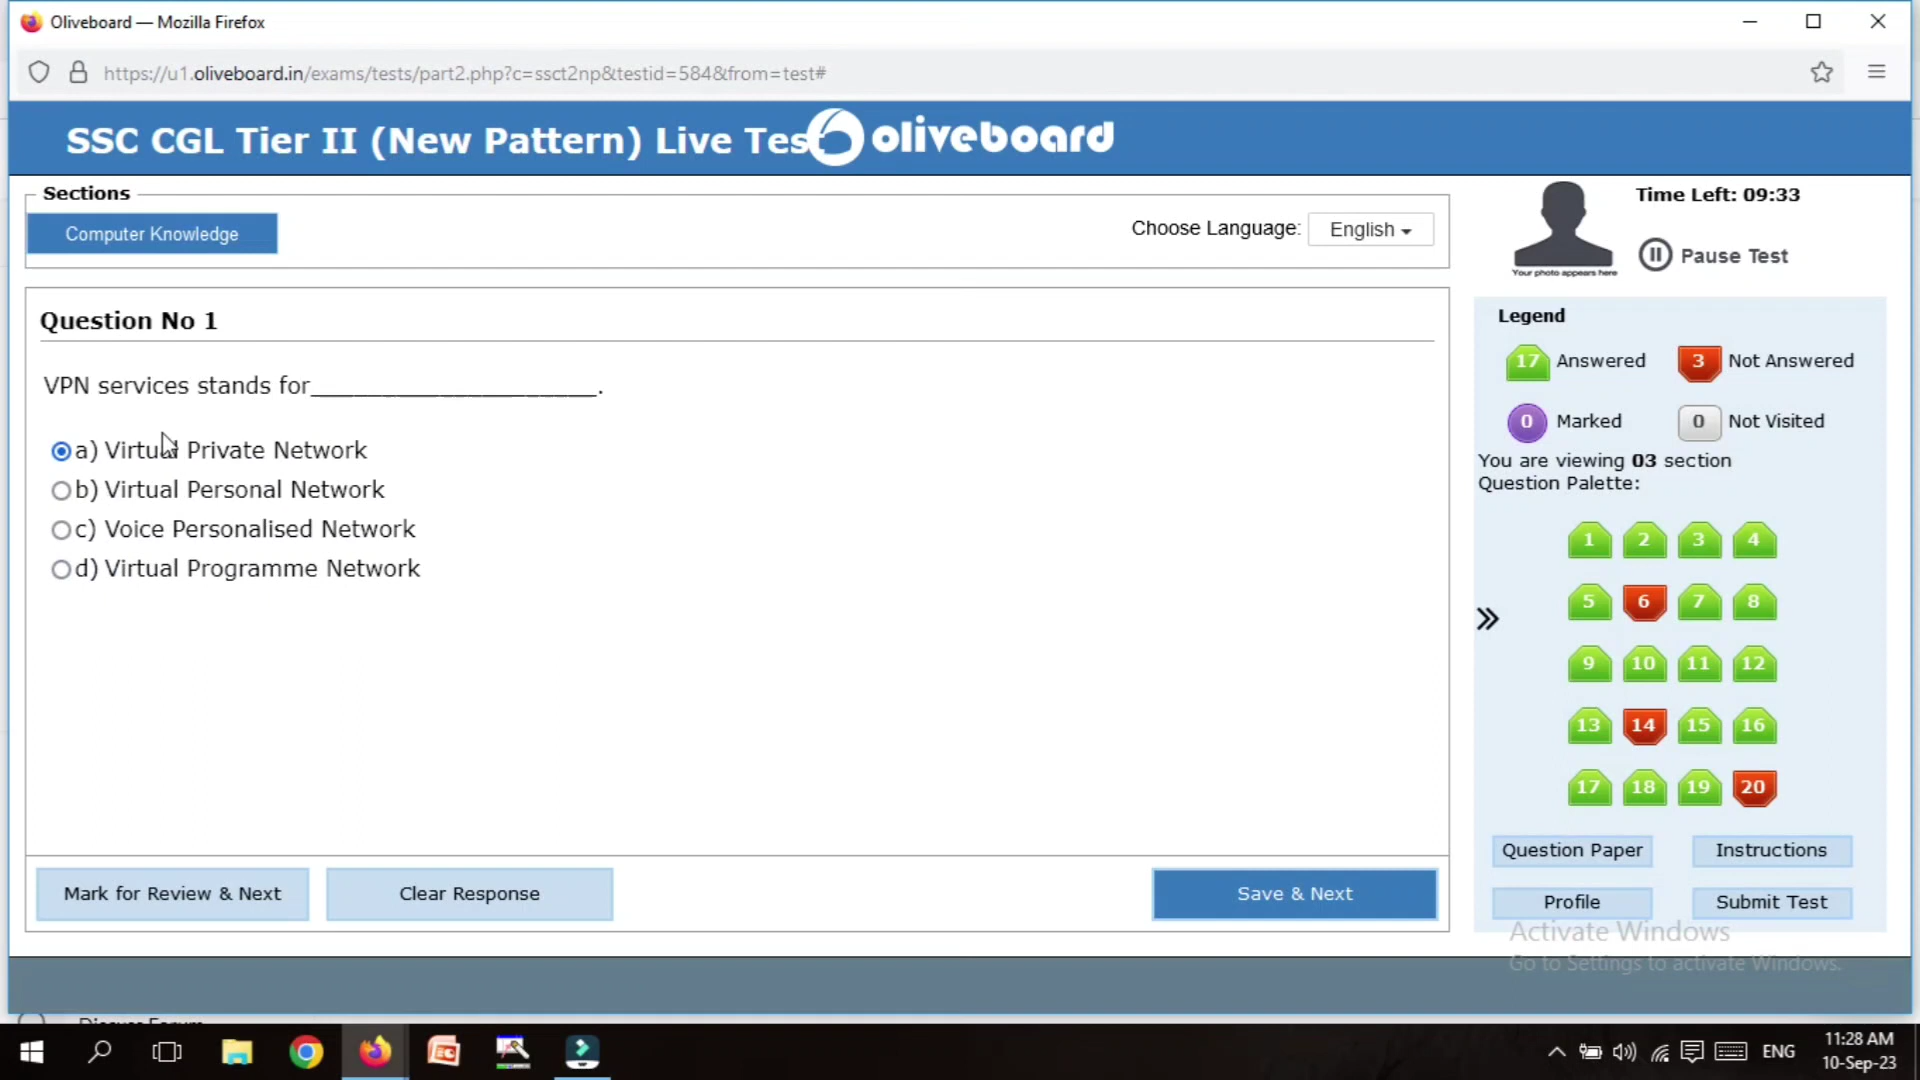 Oliveboard — Mozilla Firefox
https://u1.oliveboard.in/exams/tests/part2.php?c=ssct2np&testid=584&from=test#
SSC CGL Tier II (New Pattern) Live Tes
oliveboard
Sections
Computer Knowledge
Choose Language: English
Your photo appears here
Time Left: 09:33
Pause Test
Question No 1
VPN services stands for____________________.
a) Virtual Private Network
b) Virtual Personal Network
c) Voice Personalised Network
d) Virtual Programme Network
Mark for Review & Next
Clear Response
Save & Next
Legend
17 Answered 3 Not Answered
0 Marked 0 Not Visited
You are viewing 03 section
Question Palette:
1 2 3 4
5 6 7 8
9 10 11 12
13 14 15 16
17 18 19 20
Question Paper Instructions
Profile Submit Test
Activate Windows
Go to Settings to activate Windows.
Discuss Forum
ENG
11:28 AM
10-Sep-23